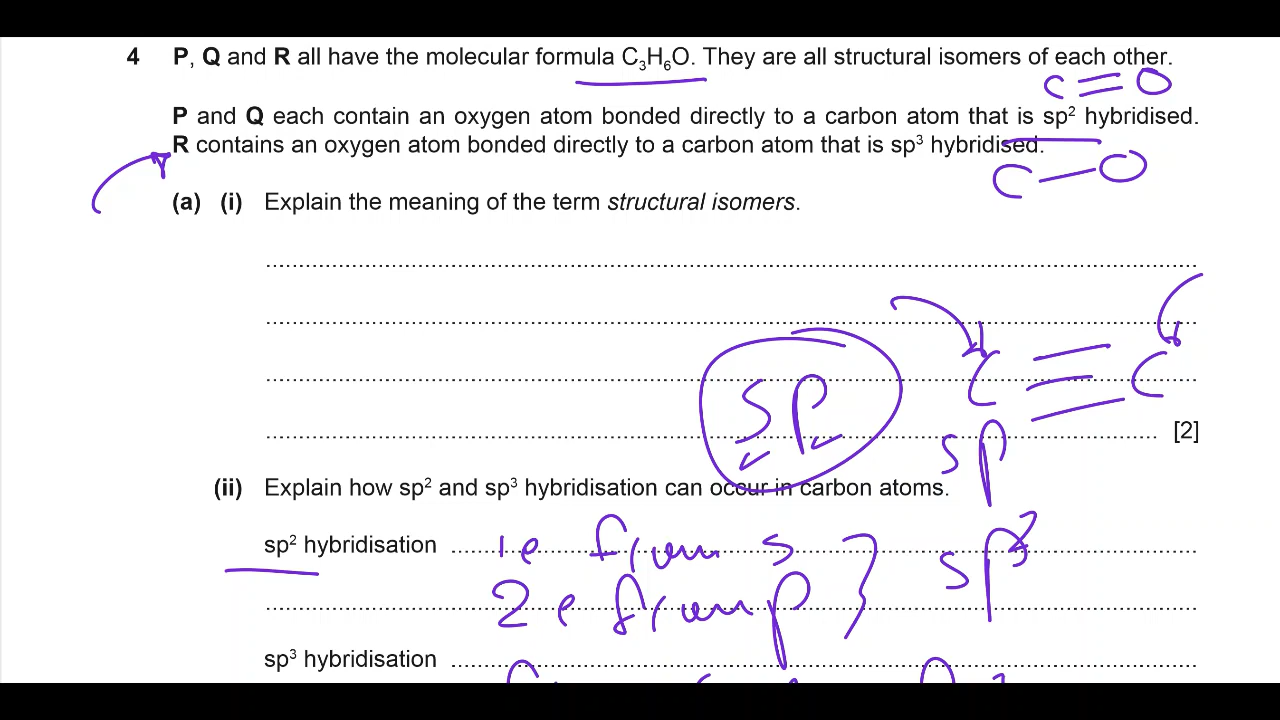 4 P, Q and R all have the molecular formula C₃H₆O. They are all structural isomers of each other.
C=O
P and Q each contain an oxygen atom bonded directly to a carbon atom that is sp² hybridised.
R contains an oxygen atom bonded directly to a carbon atom that is sp³ hybridised.
C–O
(a) (i) Explain the meaning of the term structural isomers.
sp C≡C
sp
[2]
(ii) Explain how sp² and sp³ hybridisation can occur in carbon atoms.
sp² hybridisation 1e from s
2e from p } sp²
sp³ hybridisation